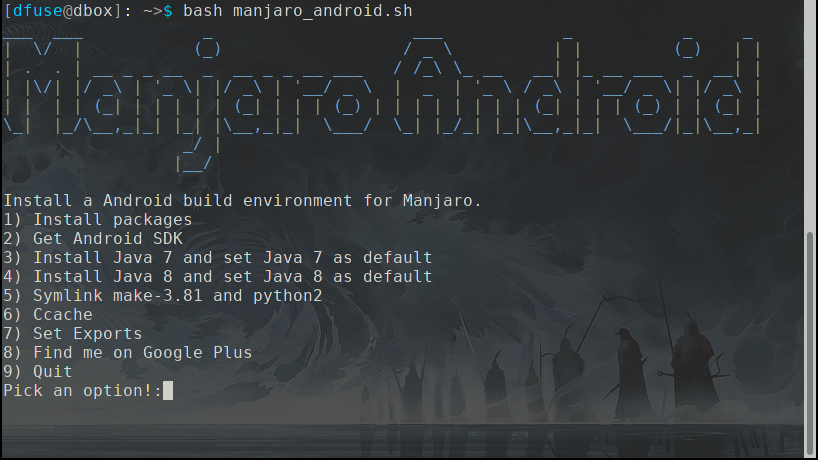 [dfuse@dbox]: ~>$ bash manjaro_android.sh
Manjaro Android
Install a Android build environment for Manjaro.
1) Install packages
2) Get Android SDK
3) Install Java 7 and set Java 7 as default
4) Install Java 8 and set Java 8 as default
5) Symlink make-3.81 and python2
6) Ccache
7) Set Exports
8) Find me on Google Plus
9) Quit
Pick an option!: